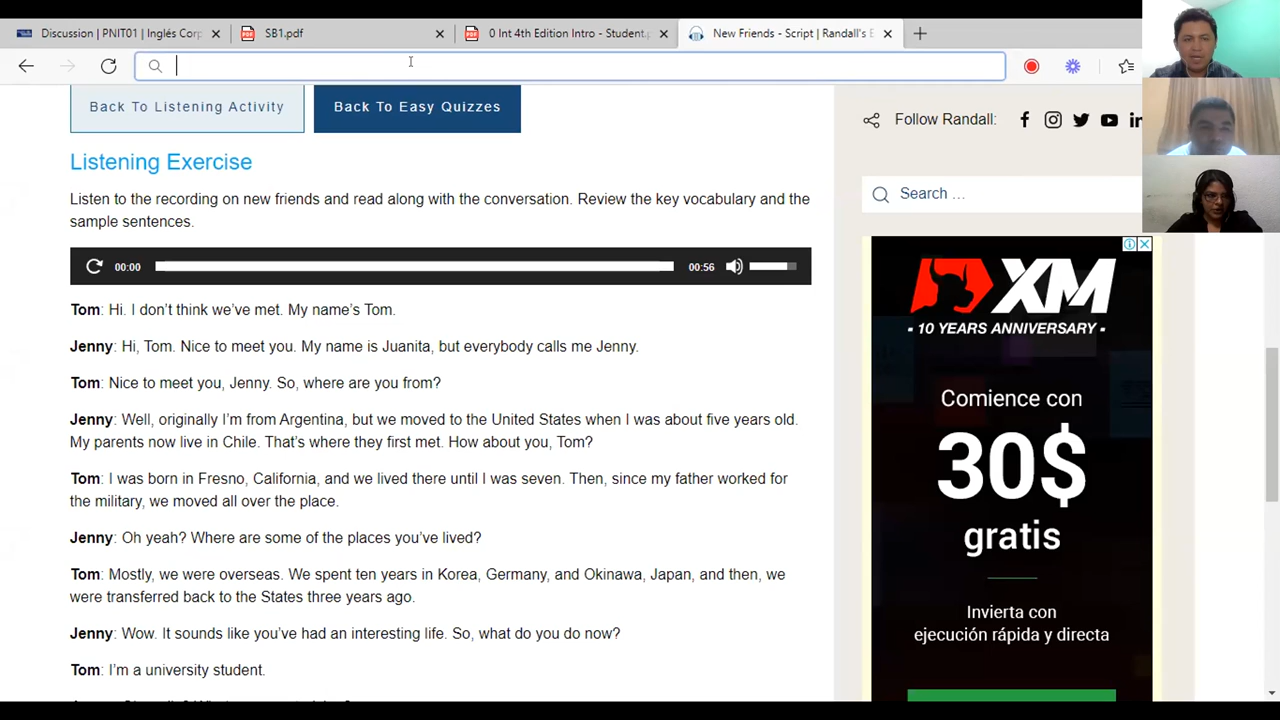 Discussion | PNIT01 | Inglés Corp
SB1.pdf
0 Int 4th Edition Intro - Student.
New Friends - Script | Randall's E
Back To Listening Activity
Back To Easy Quizzes
Follow Randall:
Listening Exercise
Listen to the recording on new friends and read along with the conversation. Review the key vocabulary and the
sample sentences.
Search ...
00:00
00:56
Tom: Hi. I don't think we've met. My name's Tom.
Jenny: Hi, Tom. Nice to meet you. My name is Juanita, but everybody calls me Jenny.
Tom: Nice to meet you, Jenny. So, where are you from?
Jenny: Well, originally I'm from Argentina, but we moved to the United States when I was about five years old.
My parents now live in Chile. That's where they first met. How about you, Tom?
Tom: I was born in Fresno, California, and we lived there until I was seven. Then, since my father worked for
the military, we moved all over the place.
Jenny: Oh yeah? Where are some of the places you've lived?
Tom: Mostly, we were overseas. We spent ten years in Korea, Germany, and Okinawa, Japan, and then, we
were transferred back to the States three years ago.
Jenny: Wow. It sounds like you've had an interesting life. So, what do you do now?
Tom: I'm a university student.
XM
- 10 YEARS ANNIVERSARY -
Comience con
30$
gratis
Invierta con
ejecución rápida y directa